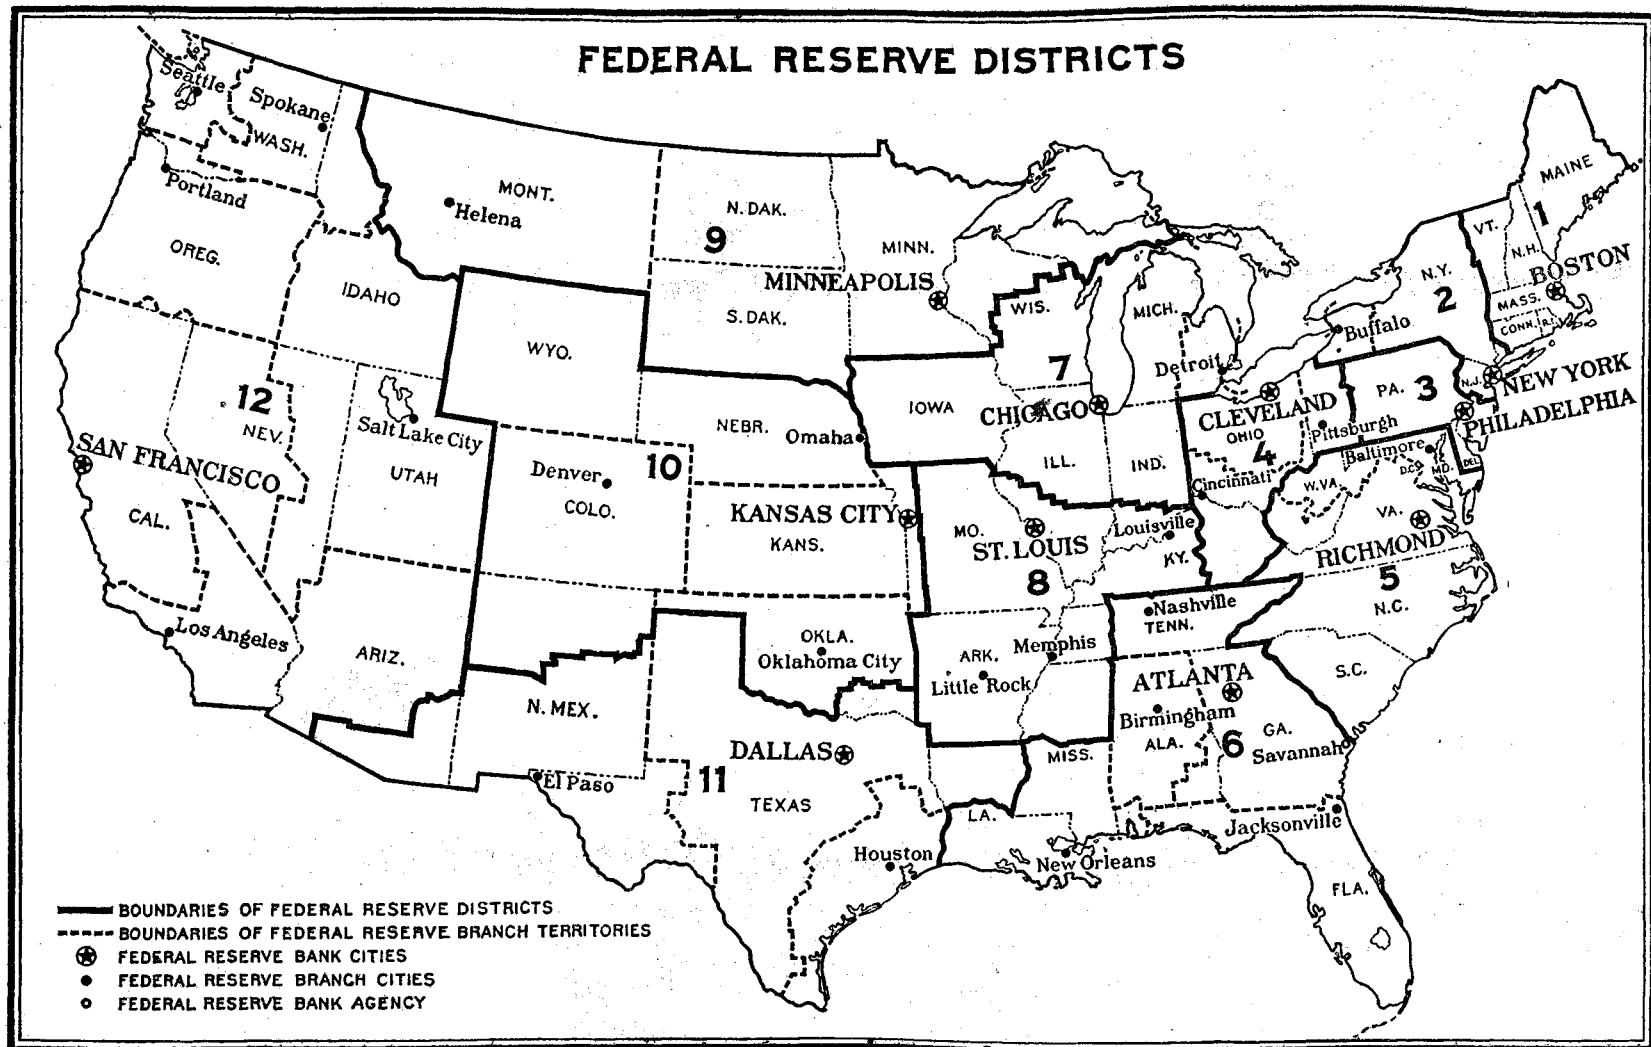 FEDERAL RESERVE DISTRICTS
Seattle
Spokane
WASH.
Portland
OREG.
IDAHO
MONT.
Helena
N. DAK.
9
MINN.
MINNEAPOLIS
S. DAK.
WYO.
WIS.
MICH.
7
Detroit
MAINE
1
VT.
N.H.
BOSTON
MASS.
CONN.
R.I.
N.Y.
2
Buffalo
12
NEV.
Salt Lake City
UTAH
SAN FRANCISCO
CAL.
Los Angeles
ARIZ.
NEBR.
Omaha
10
Denver
COLO.
KANSAS CITY
KANS.
IOWA
CHICAGO
ILL.
IND.
CLEVELAND
OHIO
4
Cincinnati
PA.
3
Pittsburgh
N.J.
NEW YORK
PHILADELPHIA
Baltimore
D.C.
MD.
DEL.
W.VA.
VA.
RICHMOND
5
N.C.
S.C.
MO.
ST. LOUIS
8
Louisville
KY.
Nashville
TENN.
OKLA.
Oklahoma City
ARK.
Memphis
Little Rock
N. MEX.
El Paso
DALLAS
11
TEXAS
Houston
LA.
New Orleans
MISS.
ATLANTA
Birmingham
ALA.
6
GA.
Savannah
Jacksonville
FLA.
BOUNDARIES OF FEDERAL RESERVE DISTRICTS
BOUNDARIES OF FEDERAL RESERVE BRANCH TERRITORIES
FEDERAL RESERVE BANK CITIES
FEDERAL RESERVE BRANCH CITIES
FEDERAL RESERVE BANK AGENCY